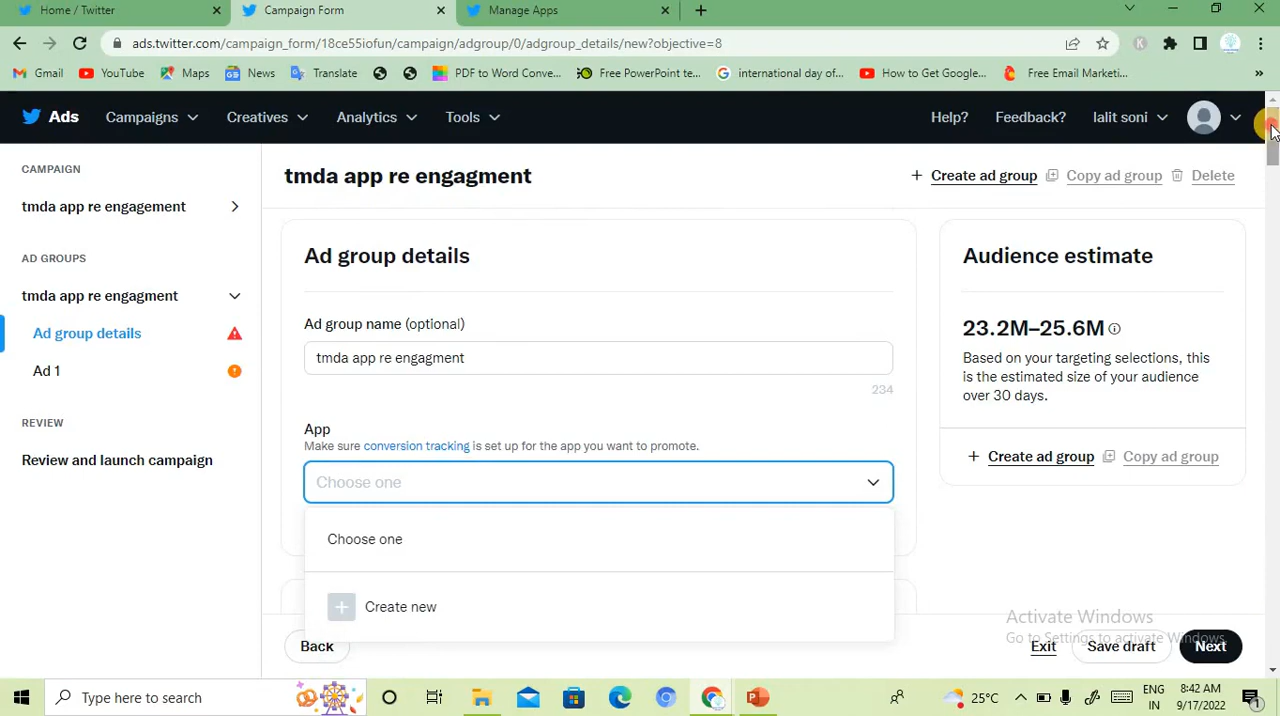 Home / Twitter
Campaign Form
Manage Apps
ads.twitter.com/campaign_form/18ce55iofun/campaign/adgroup/0/adgroup_details/new?objective=8
K
Gmail
YouTube
Maps
News
Translate
PDF to Word Conve...
Free PowerPoint te...
international day of...
How to Get Google...
Free Email Marketi...
»
Ads
Campaigns
Creatives
Analytics
Tools
Help?
Feedback?
lalit soni
CAMPAIGN
tmda app re engagement
AD GROUPS
tmda app re engagment
Ad group details
Ad 1
REVIEW
Review and launch campaign
tmda app re engagment
+ Create ad group
Copy ad group
Delete
Ad group details
Ad group name (optional)
tmda app re engagment
234
App
Make sure conversion tracking is set up for the app you want to promote.
Choose one
Choose one
+ Create new
Audience estimate
23.2M–25.6M
Based on your targeting selections, this
is the estimated size of your audience
over 30 days.
+ Create ad group
Copy ad group
Activate Windows
Go to Settings to activate Windows.
Back
Exit
Save draft
Next
Type here to search
25°C
ENG
IN
8:42 AM
9/17/2022
1